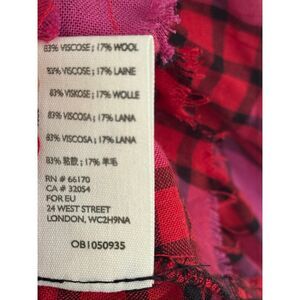 83% VISCOSE ; 17% WOOL
83% VISCOSE ; 17% LAINE
83% VISKOSE ; 17% WOLLE
83% VISCOSA ; 17% LANA
83% VISCOSA ; 17% LANA
83% 粘胶 ; 17% 羊毛
RN # 66170
CA # 32054
FOR EU
24 WEST STREET
LONDON, WC2H9NA
OB1050935